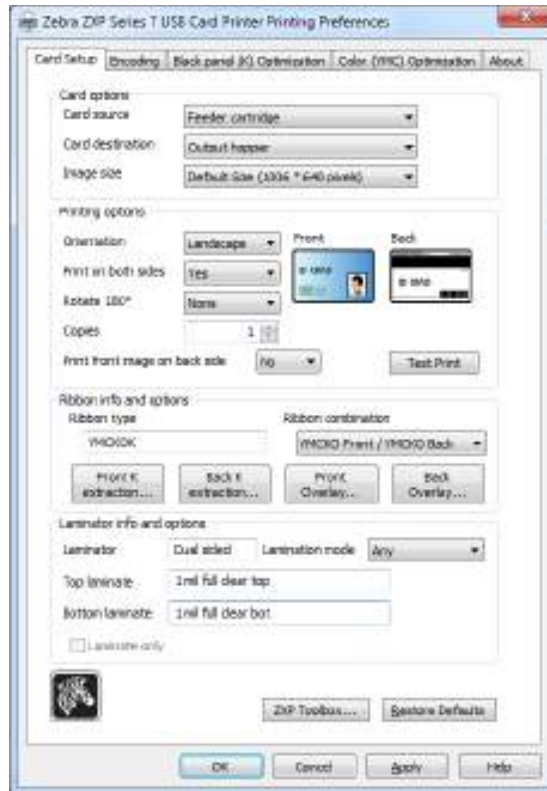 Zebra ZXP Series 7 USB Card Printer Printing Preferences
Card Setup Encoding Black panel (K) Optimization Color (YMC) Optimization About
Card options
Card source Feeder cartridge
Card destination Output hopper
Image size Default Size (1006 * 640 pixels)
Printing options
Orientation Landscape Front Back
Print on both sides Yes
Rotate 180° None
Copies 1
Print front image on back side No Test Print
Ribbon info and options
Ribbon type Ribbon combination
YMCKOK YMCKO Front / YMCKO Back
Front K extraction... Back K extraction... Front Overlay... Back Overlay...
Laminator info and options
Laminator Dual sided Lamination mode Any
Top laminate 1mil full clear top
Bottom laminate 1mil full clear bot
Laminate only
ZXP Toolbox... Restore Defaults
OK Cancel Apply Help